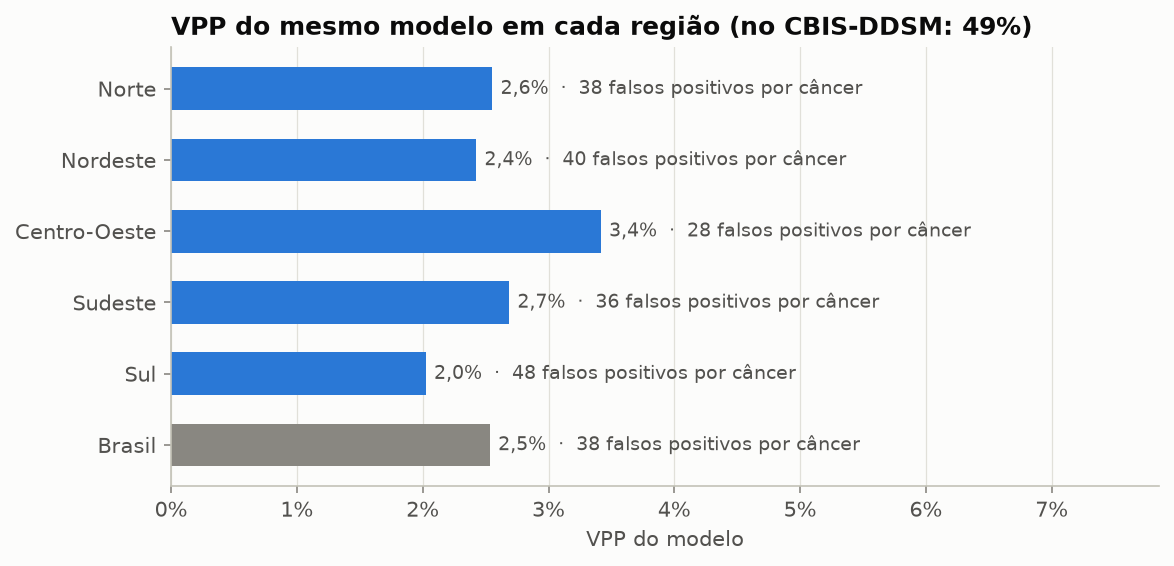 VPP do mesmo modelo em cada região (no CBIS-DDSM: 49%)
Norte 2,6% · 38 falsos positivos por câncer
Nordeste 2,4% · 40 falsos positivos por câncer
Centro-Oeste 3,4% · 28 falsos positivos por câncer
Sudeste 2,7% · 36 falsos positivos por câncer
Sul 2,0% · 48 falsos positivos por câncer
Brasil 2,5% · 38 falsos positivos por câncer
0% 1% 2% 3% 4% 5% 6% 7%
VPP do modelo